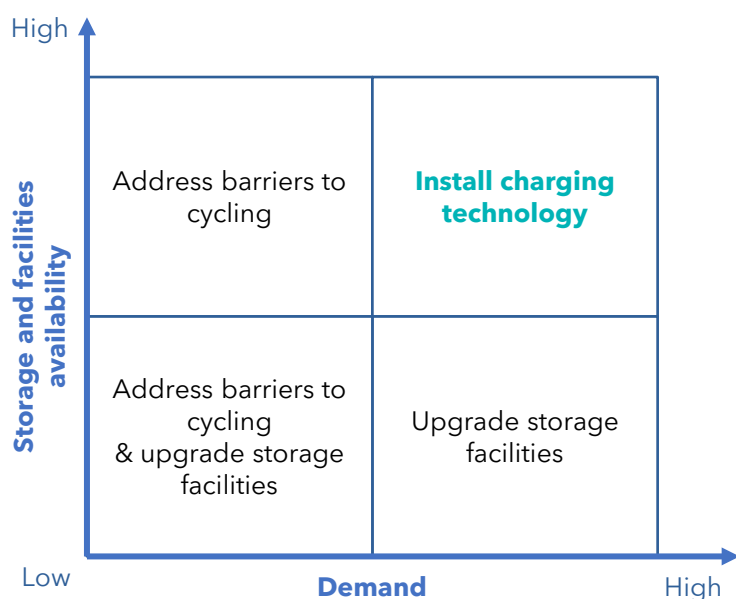 High
Storage and facilities
availability
Address barriers to
cycling
Install charging
technology
Address barriers to
cycling
& upgrade storage
facilities
Upgrade storage
facilities
Low
Demand
High